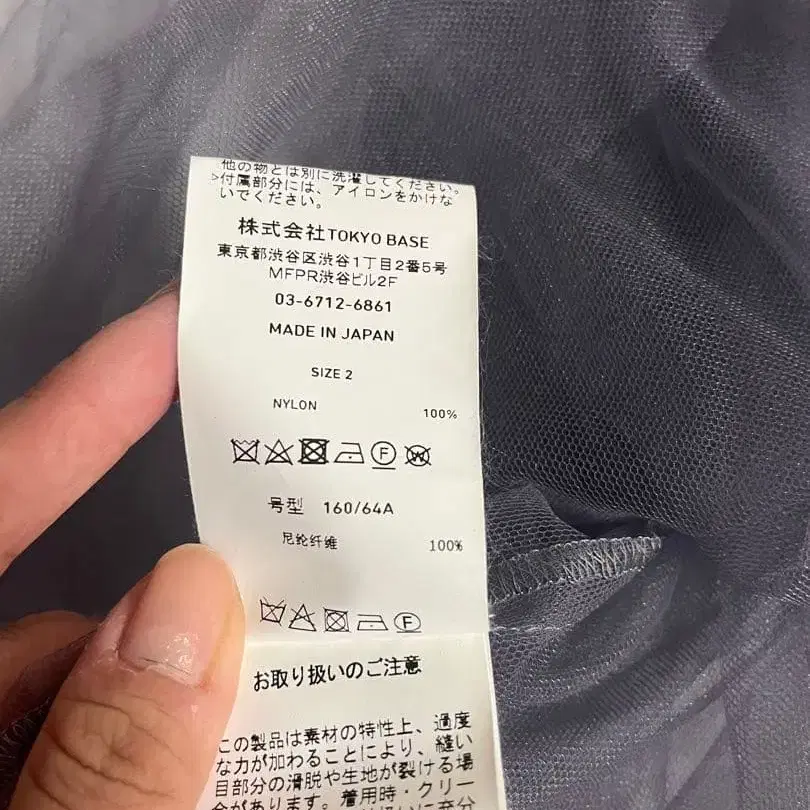 他の物とは別に洗濯してください。
>付属部分には、アイロンをかけな
いでください。
株式会社TOKYO BASE
東京都渋谷区渋谷1丁目2番5号
MFPR渋谷ビル2F
03-6712-6861
MADE IN JAPAN
SIZE 2
NYLON 100%
F W
号型 160/64A
尼纶纤维 100%
F
お取り扱いのご注意
この製品は素材の特性上、過度
な力が加わることにより、縫い
目部分の滑脱や生地が裂ける場
合があります。着用時・クリー